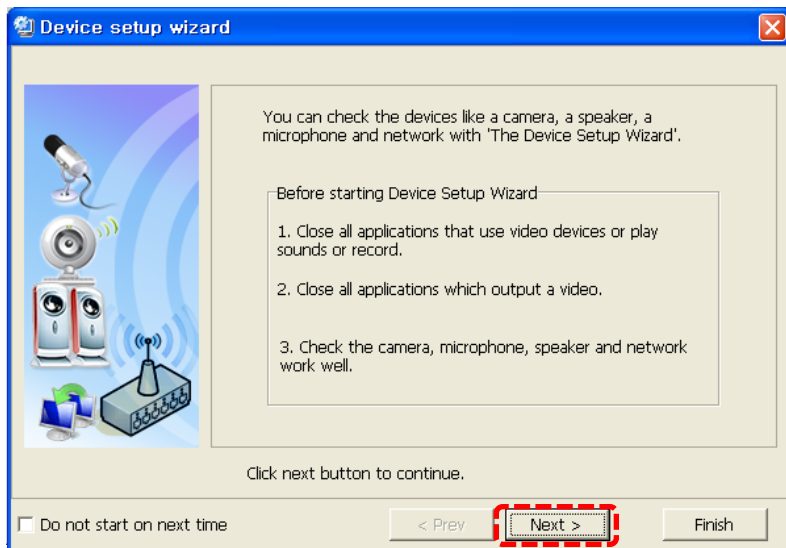 Device setup wizard
You can check the devices like a camera, a speaker, a
microphone and network with 'The Device Setup Wizard'.
Before starting Device Setup Wizard
1. Close all applications that use video devices or play
sounds or record.
2. Close all applications which output a video.
3. Check the camera, microphone, speaker and network
work well.
Click next button to continue.
Do not start on next time
< Prev
Next >
Finish